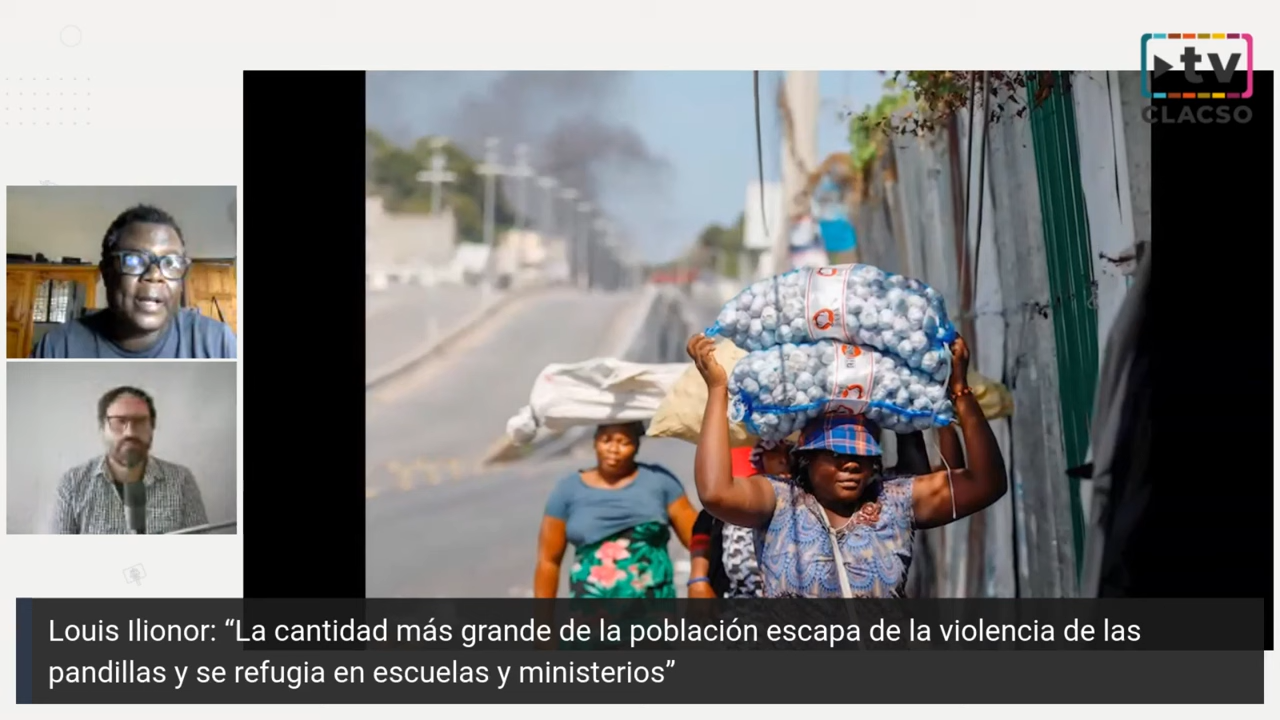 tv
CLACSO
Louis Ilionor: “La cantidad más grande de la población escapa de la violencia de las
pandillas y se refugia en escuelas y ministerios”